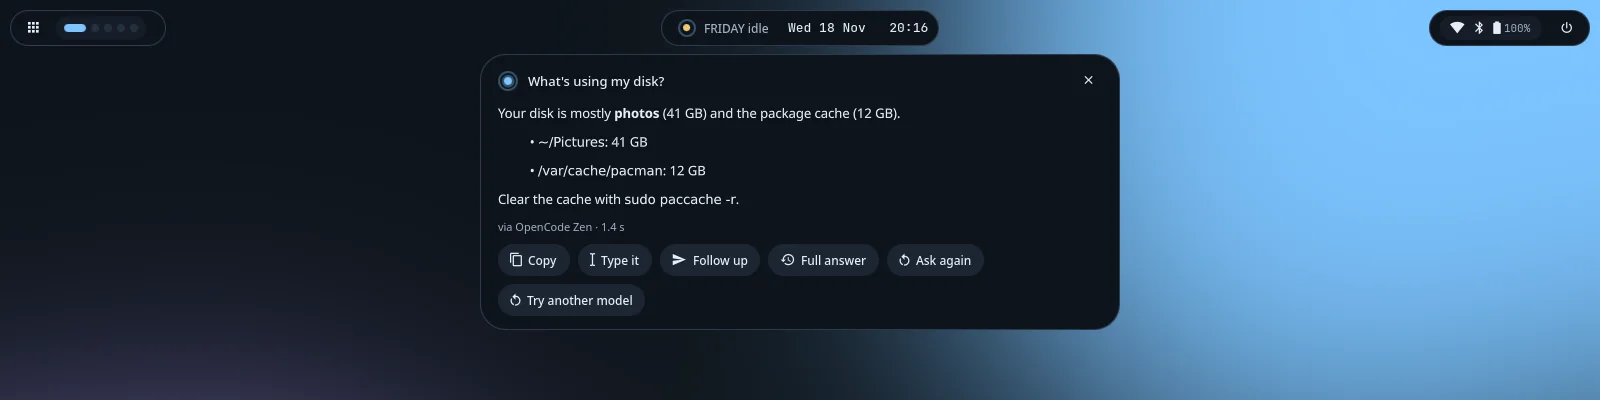 FRIDAY idle Wed 18 Nov 20:16
100%
What's using my disk?
Your disk is mostly photos (41 GB) and the package cache (12 GB).
• ~/Pictures: 41 GB
• /var/cache/pacman: 12 GB
Clear the cache with sudo paccache -r.
via OpenCode Zen · 1.4 s
Copy Type it Follow up Full answer Ask again
Try another model